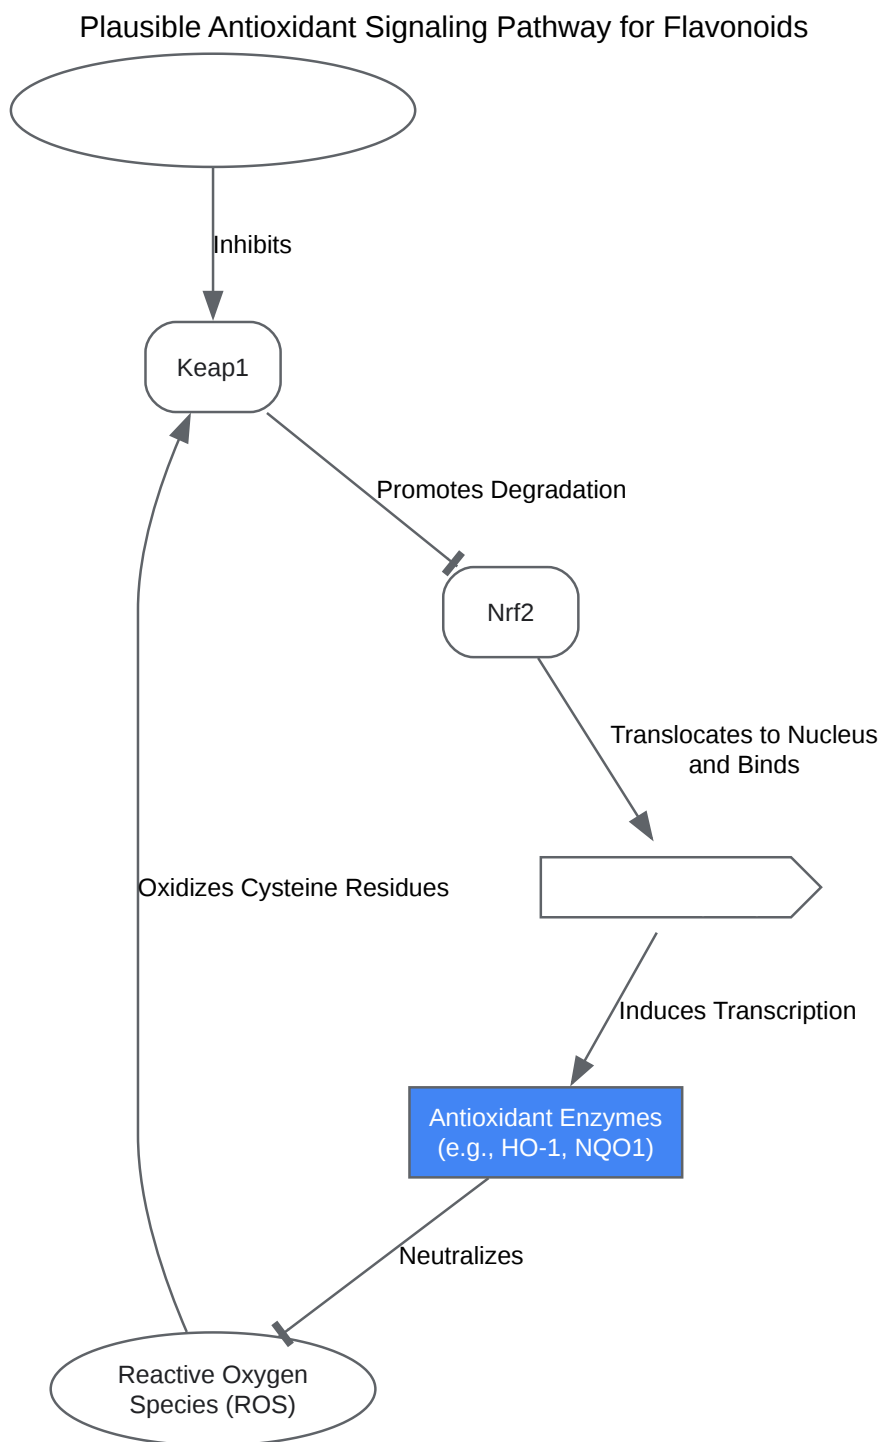 Plausible Antioxidant Signaling Pathway for Flavonoids
Inhibits
Keap1
Promotes Degradation
Nrf2
Translocates to Nucleus
and Binds
Oxidizes Cysteine Residues
Induces Transcription
Antioxidant Enzymes
(e.g., HO-1, NQO1)
Neutralizes
Reactive Oxygen
Species (ROS)